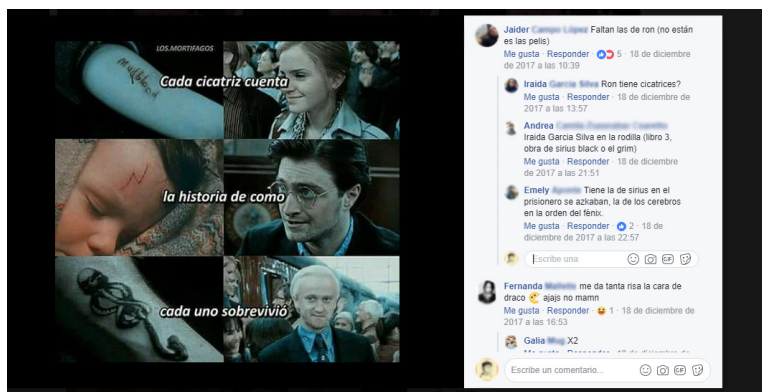 LOS.MORTIFAGOS
mudblood
Cada cicatriz cuenta
la historia de como
cada uno sobrevivió
Jaider Campo López Faltan las de ron (no están
es las pelis)
Me gusta · Responder · 5 · 18 de diciembre
de 2017 a las 10:39
Iraida Garcia Silva Ron tiene cicatrices?
Me gusta · Responder · 18 de diciembre de
2017 a las 13:57
Andrea
Iraida Garcia Silva en la rodilla (libro 3,
obra de sirius black o el grim)
Me gusta · Responder · 18 de diciembre
de 2017 a las 21:51
Emely Tiene la de sirius en el
prisionero se azkaban, la de los cerebros
en la orden del fénix.
Me gusta · Responder · 2 · 18 de
diciembre de 2017 a las 22:57
Escribe una
GIF
Fernanda me da tanta risa la cara de
draco ajajs no mamn
Me gusta · Responder · 1 · 18 de diciembre de
2017 a las 16:53
Galia X2
Escribe un comentario...
GIF